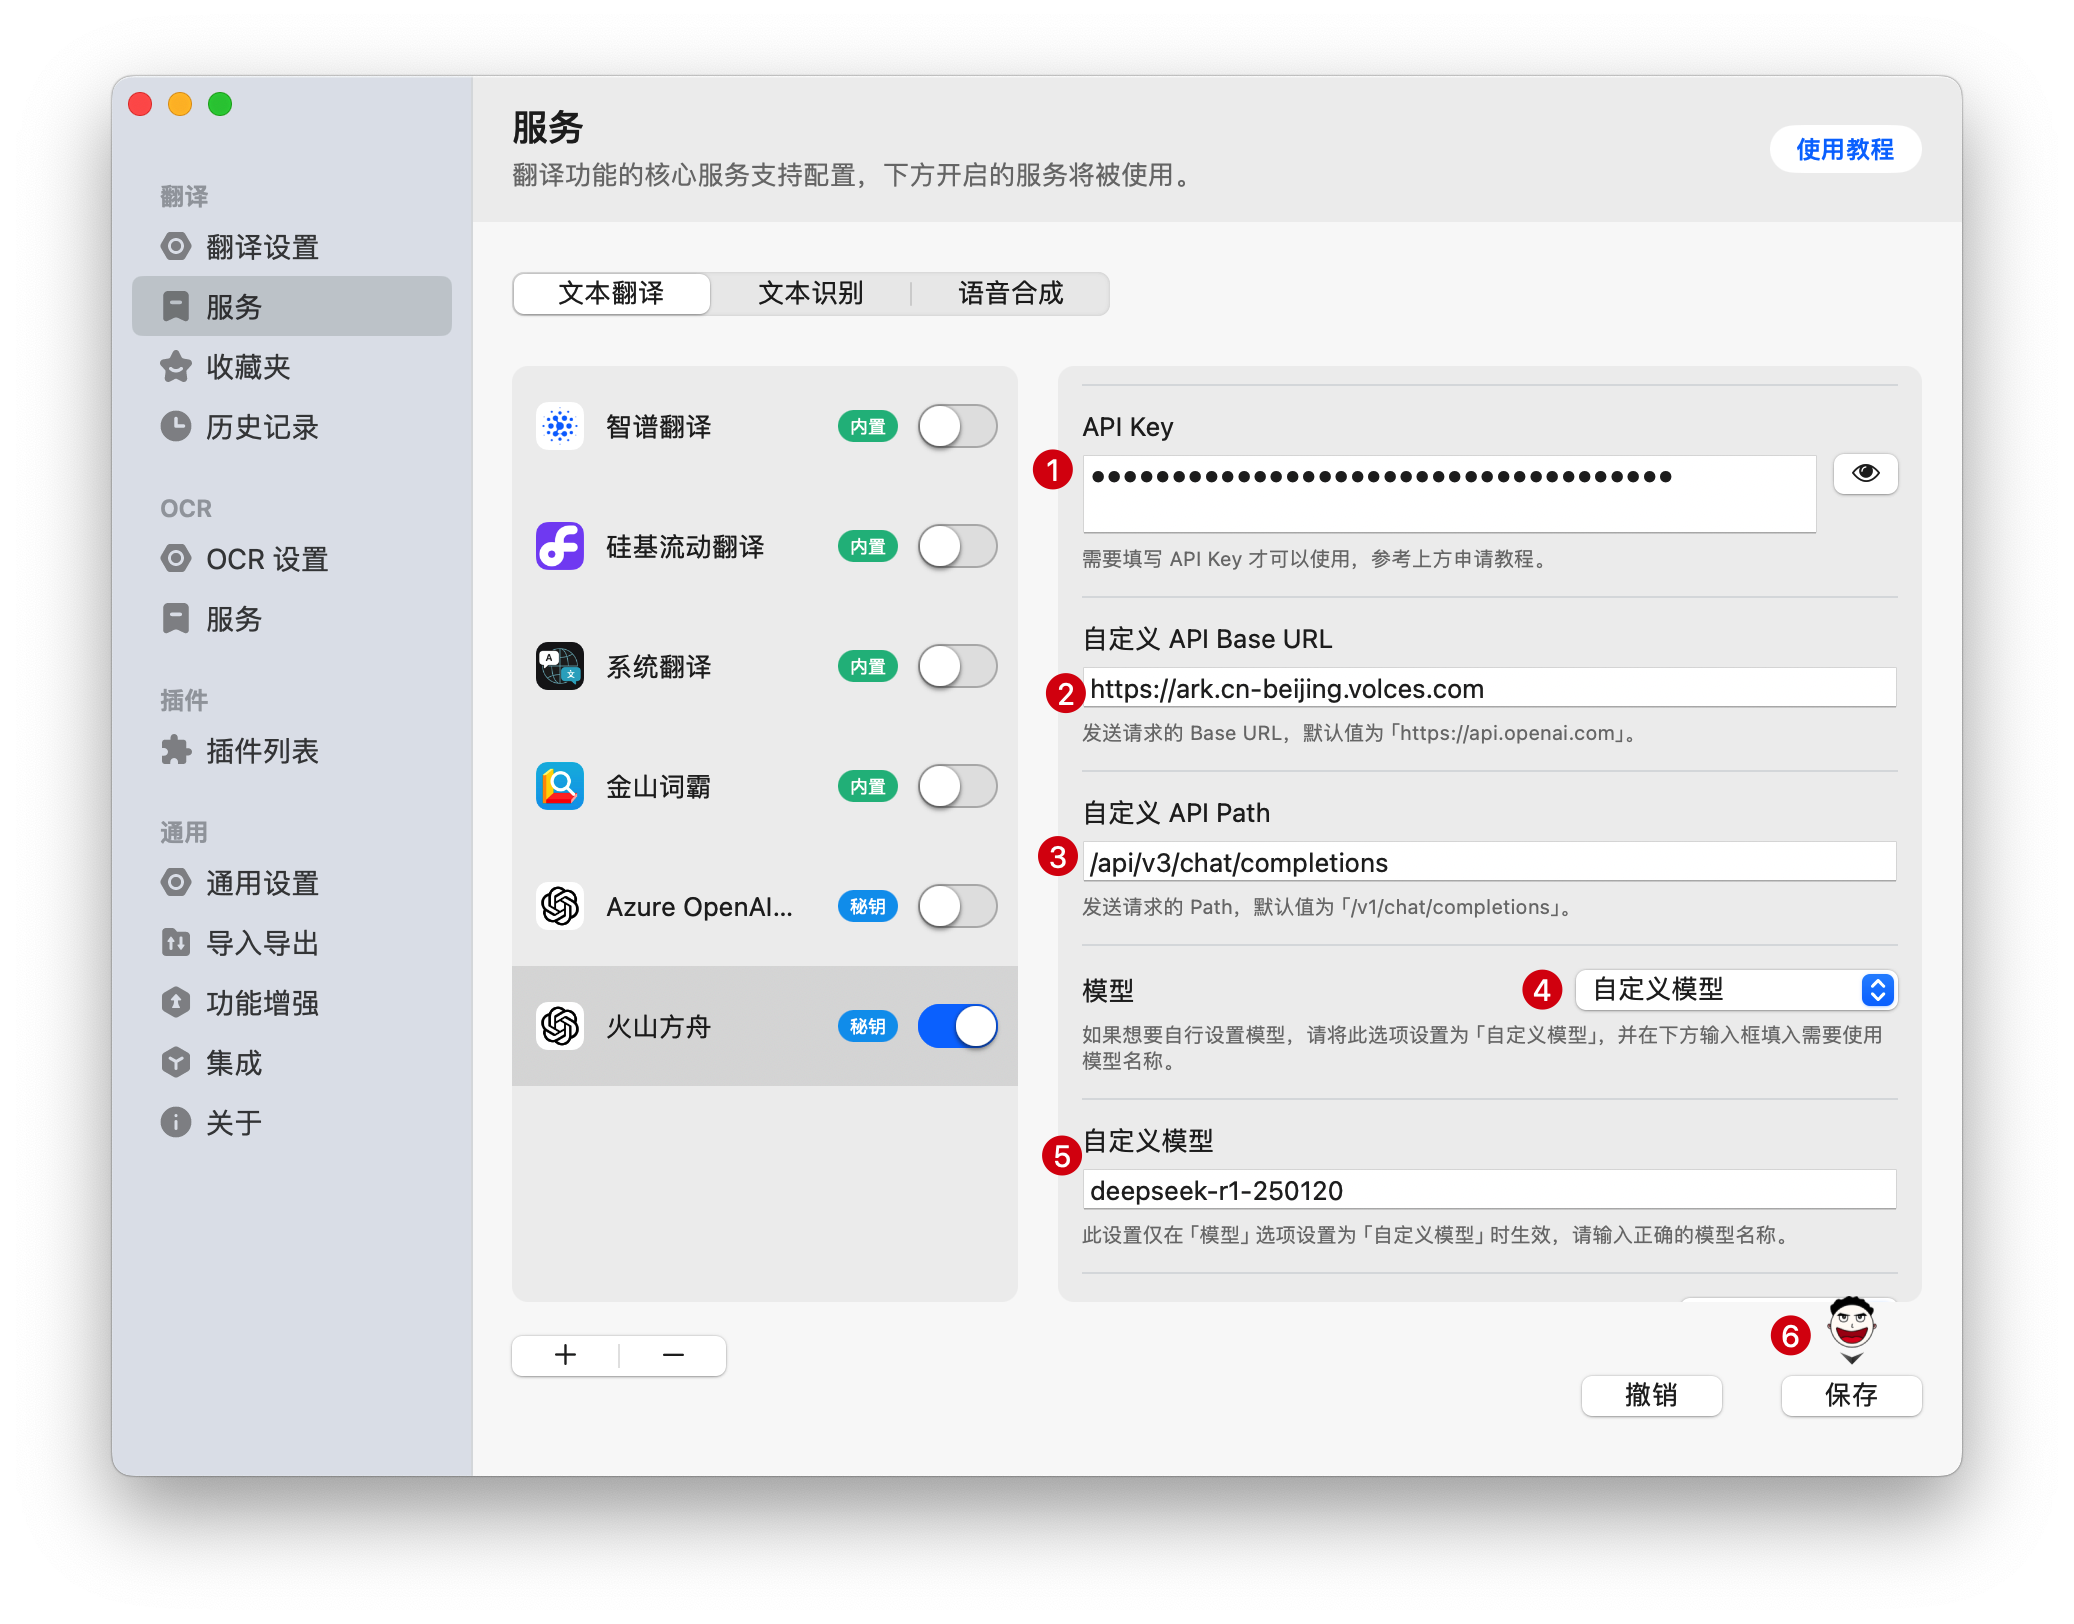 服务
翻译功能的核心服务支持配置，下方开启的服务将被使用。
使用教程
翻译
翻译设置
服务
收藏夹
历史记录
OCR
OCR 设置
服务
插件
插件列表
通用
通用设置
导入导出
功能增强
集成
关于
文本翻译
文本识别
语音合成
智谱翻译 内置
硅基流动翻译 内置
系统翻译 内置
金山词霸 内置
Azure OpenAI... 秘钥
火山方舟 秘钥
API Key
1
需要填写 API Key 才可以使用，参考上方申请教程。
自定义 API Base URL
2 https://ark.cn-beijing.volces.com
发送请求的 Base URL，默认值为「https://api.openai.com」。
自定义 API Path
3 /api/v3/chat/completions
发送请求的 Path，默认值为「/v1/chat/completions」。
模型 4 自定义模型
如果想要自行设置模型，请将此选项设置为「自定义模型」，并在下方输入框填入需要使用
模型名称。
自定义模型
5
deepseek-r1-250120
此设置仅在「模型」选项设置为「自定义模型」时生效，请输入正确的模型名称。
6
撤销
保存